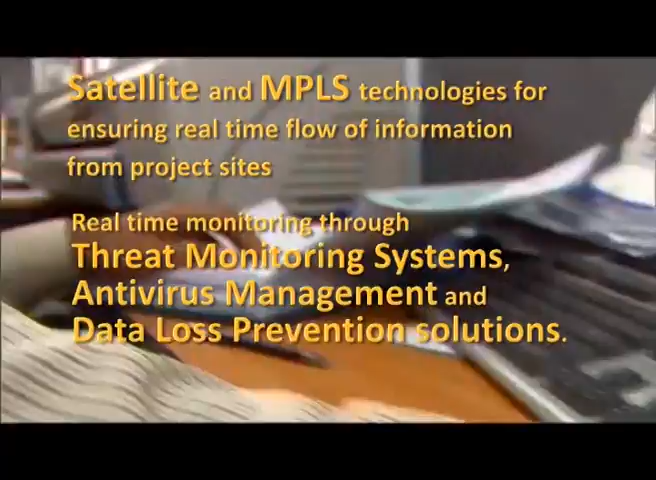 Satellite and MPLS technologies for
ensuring real time flow of information
from project sites
Real time monitoring through
Threat Monitoring Systems,
Antivirus Management and
Data Loss Prevention solutions.